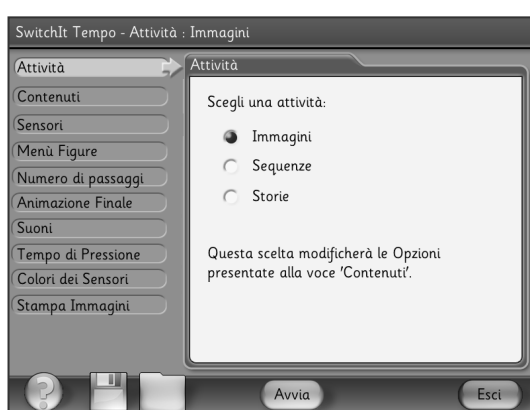 SwitchIt Tempo - Attività : Immagini
Attività
Contenuti
Sensori
Menù Figure
Numero di passaggi
Animazione Finale
Suoni
Tempo di Pressione
Colori dei Sensori
Stampa Immagini
Attività
Scegli una attività:
Immagini
Sequenze
Storie
Questa scelta modificherà le Opzioni
presentate alla voce 'Contenuti'.
?
Avvia
Esci